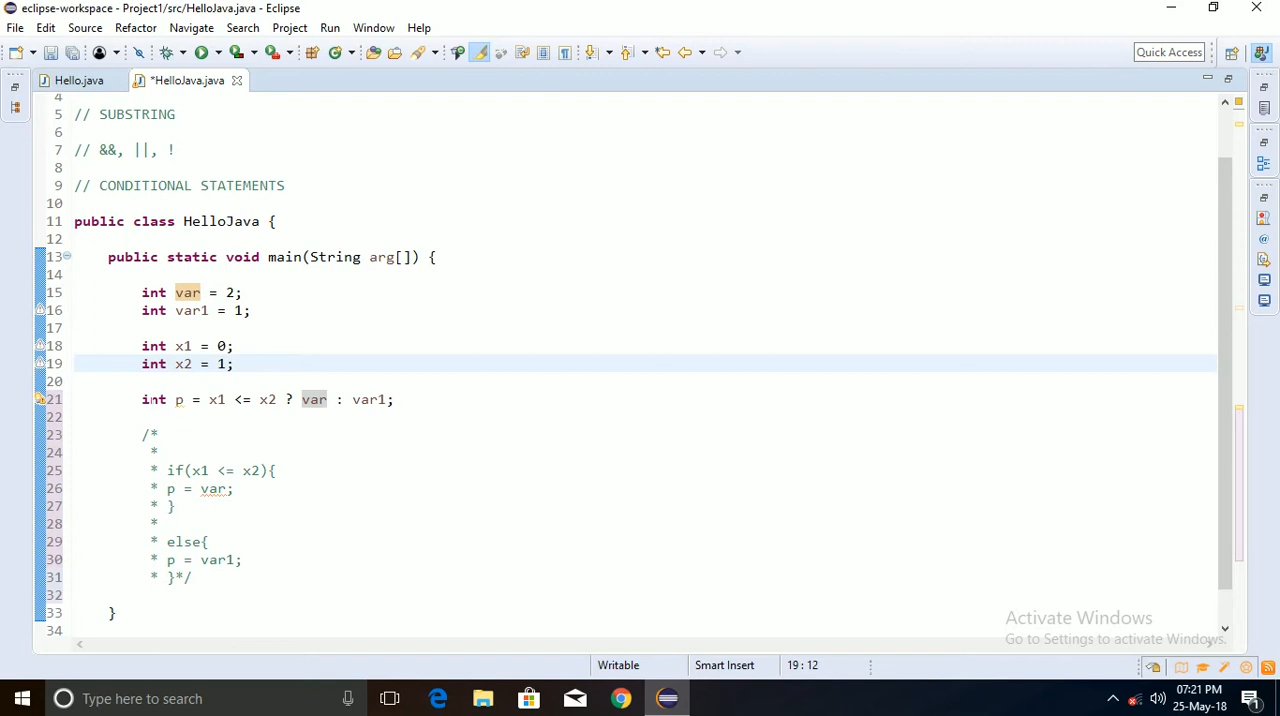 eclipse-workspace - Project1/src/HelloJava.java - Eclipse
File Edit Source Refactor Navigate Search Project Run Window Help
Quick Access
Hello.java *HelloJava.java
4
5 // SUBSTRING
6
7 // &&, ||, !
8
9 // CONDITIONAL STATEMENTS
10
11 public class HelloJava {
12
13 public static void main(String arg[]) {
14
15 int var = 2;
16 int var1 = 1;
17
18 int x1 = 0;
19 int x2 = 1;
20
21 int p = x1 <= x2 ? var : var1;
22
23 /*
24 *
25 * if(x1 <= x2){
26 * p = var;
27 * }
28 *
29 * else{
30 * p = var1;
31 * }*/
32
33 }
34
Activate Windows
Go to Settings to activate Windows.
Writable Smart Insert 19 : 12
Type here to search
07:21 PM
25-May-18
1